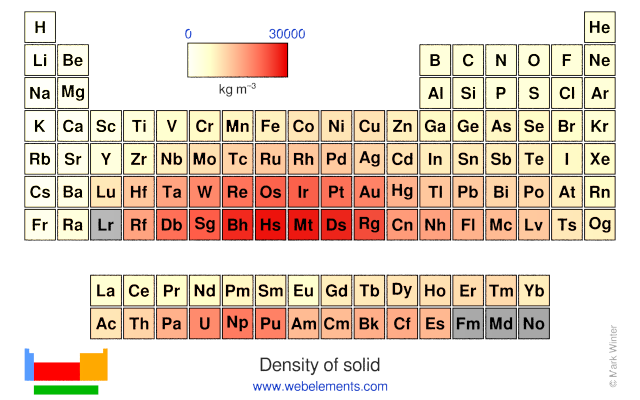 H He
0 30000
kg m⁻³
Li Be B C N O F Ne
Na Mg Al Si P S Cl Ar
K Ca Sc Ti V Cr Mn Fe Co Ni Cu Zn Ga Ge As Se Br Kr
Rb Sr Y Zr Nb Mo Tc Ru Rh Pd Ag Cd In Sn Sb Te I Xe
Cs Ba Lu Hf Ta W Re Os Ir Pt Au Hg Tl Pb Bi Po At Rn
Fr Ra Lr Rf Db Sg Bh Hs Mt Ds Rg Cn Nh Fl Mc Lv Ts Og
La Ce Pr Nd Pm Sm Eu Gd Tb Dy Ho Er Tm Yb
Ac Th Pa U Np Pu Am Cm Bk Cf Es Fm Md No
Density of solid
www.webelements.com
© Mark Winter